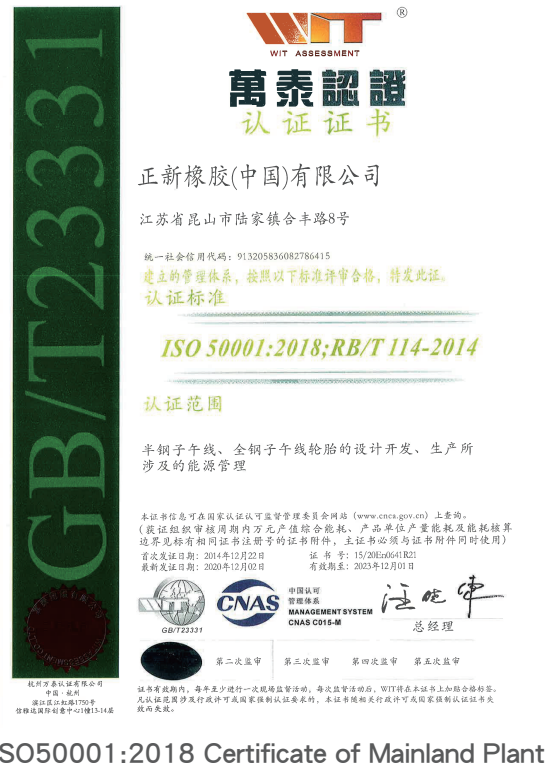 WIT
®
WIT ASSESSMENT
萬泰認證
认证证书
GB/T23331
正新橡胶(中国)有限公司
江苏省昆山市陆家镇合丰路8号
统一社会信用代码: 913205836082786415
建立的管理体系, 按照以下标准评审合格, 特发此证。
认证标准
ISO 50001:2018;RB/T 114-2014
认证范围
半钢子午线、全钢子午线轮胎的设计开发、生产所
涉及的能源管理
本证书信息可在国家认证认可监督管理委员会网站 (www.cnca.gov.cn) 上查询。
(获证组织审核周期内万元产值综合能耗、产品单位产量能耗及能耗核算
边界见标有相同证书注册号的证书附件, 主证书必须与证书附件同时使用)
首次发证日期: 2014年12月22日
证 书 号: 15/20En0641R21
最新发证日期: 2020年12月02日
有效期至: 2023年12月01日
WIT
GB/T23331
CNAS
中国认可
管理体系
MANAGEMENT SYSTEM
CNAS C015-M
总经理
第二次监审
第三次监审
第四次监审
第五次监审
杭州万泰认证有限公司
中国·杭州
滨江区江虹路1750号
信雅达国际创意中心1幢13-14层
证书有效期内, 每年至少进行一次现场监督活动, 每次监督活动后, WIT将在本证书上加贴合格标签。
凡认证范围涉及行政许可或国家强制认证要求时, 本证书随相关行政许可或国家强制认证证书失
效而失效。
SO50001:2018 Certificate of Mainland Plant